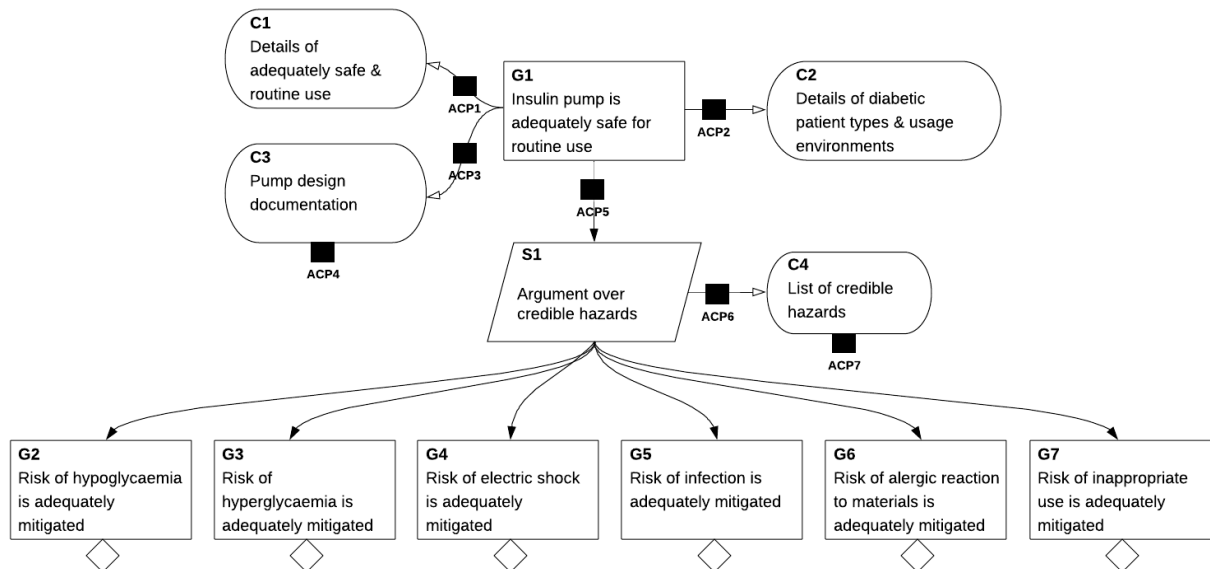 C1
Details of
adequately safe &
routine use
ACP1
G1
Insulin pump is
adequately safe for
routine use
ACP2
C2
Details of diabetic
patient types & usage
environments
C3
Pump design
documentation
ACP3
ACP4
ACP5
S1
Argument over
credible hazards
ACP6
C4
List of credible
hazards
ACP7
G2
Risk of hypoglycaemia
is adequately
mitigated
G3
Risk of
hyperglycaemia is
adequately mitigated
G4
Risk of electric shock
is adequately
mitigated
G5
Risk of infection is
adequately mitigated
G6
Risk of alergic reaction
to materials is
adequately mitigated
G7
Risk of inappropriate
use is adequately
mitigated